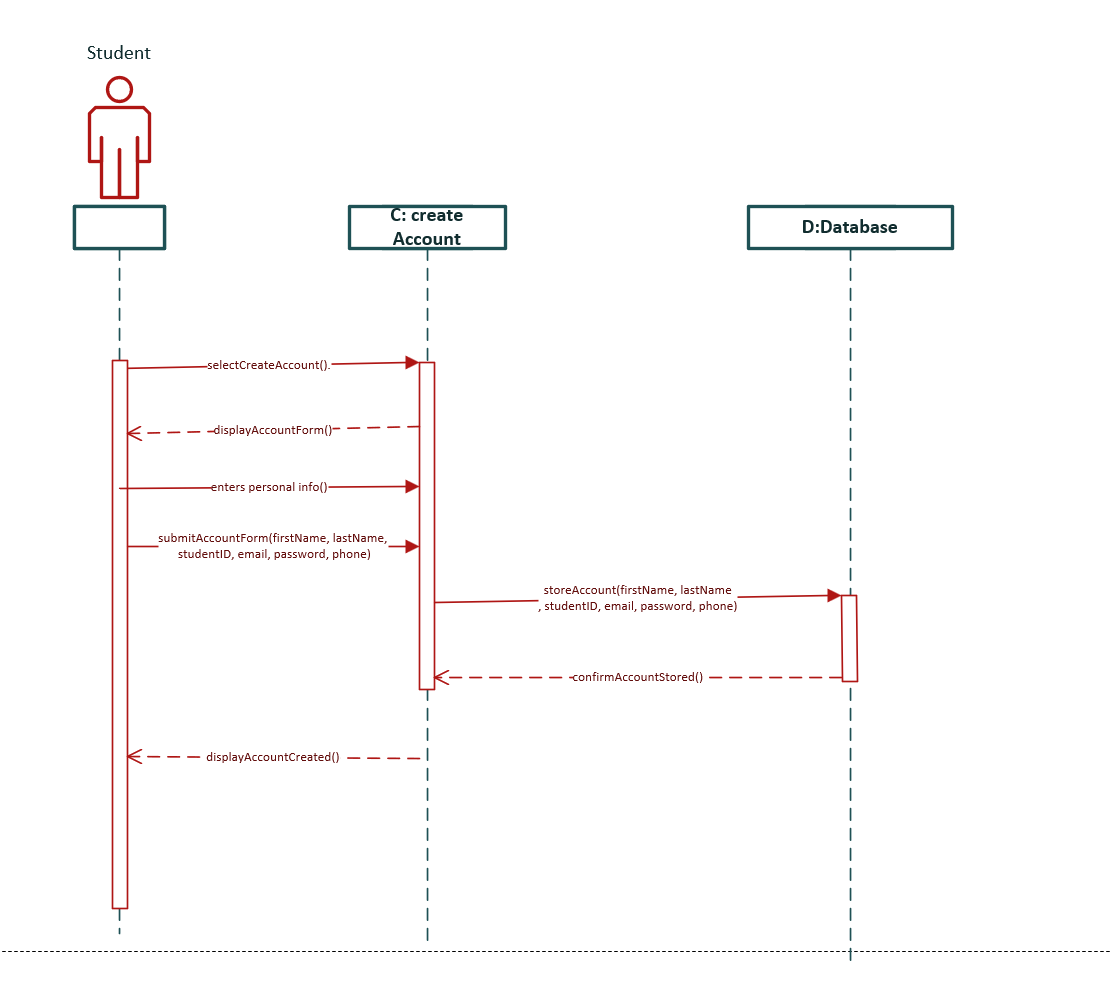 Student
C: create
Account
D:Database
selectCreateAccount().
displayAccountForm()
enters personal info()
submitAccountForm(firstName, lastName,
studentID, email, password, phone)
storeAccount(firstName, lastName
, studentID, email, password, phone)
confirmAccountStored()
displayAccountCreated()